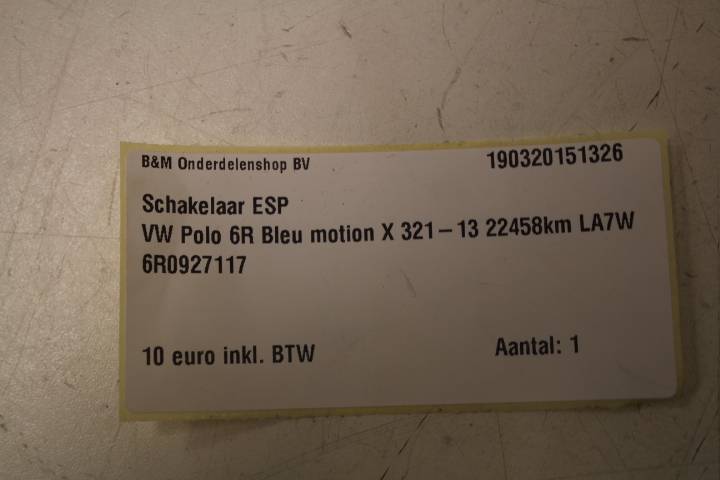 B&M Onderdelenshop BV 190320151326
Schakelaar ESP
VW Polo 6R Bleu motion X 321-13 22458km LA7W
6R0927117
10 euro inkl. BTW Aantal: 1